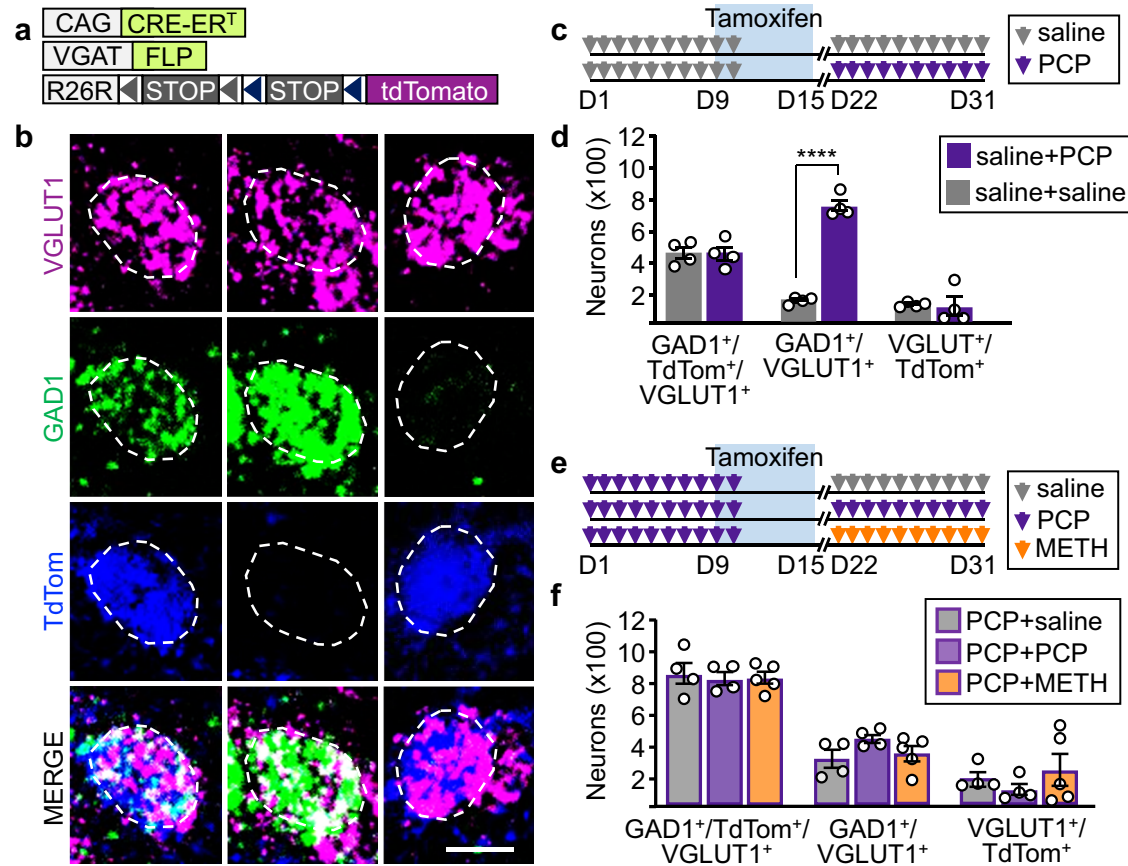 a
CAG CRE-ERᵀ
VGAT FLP
R26R STOP STOP tdTomato
b
VGLUT1
GAD1
TdTom
MERGE
c
Tamoxifen
D1 D9 D15 D22 D31
saline
PCP
d
Neurons (x100)
12
10
8
6
4
2
****
saline+PCP
saline+saline
GAD1⁺/
TdTom⁺/
VGLUT1⁺
GAD1⁺/
VGLUT1⁺
VGLUT⁺/
TdTom⁺
e
Tamoxifen
D1 D9 D15 D22 D31
saline
PCP
METH
f
Neurons (x100)
12
10
8
6
4
2
PCP+saline
PCP+PCP
PCP+METH
GAD1⁺/TdTom⁺/
VGLUT1⁺
GAD1⁺/
VGLUT1⁺
VGLUT1⁺/
TdTom⁺